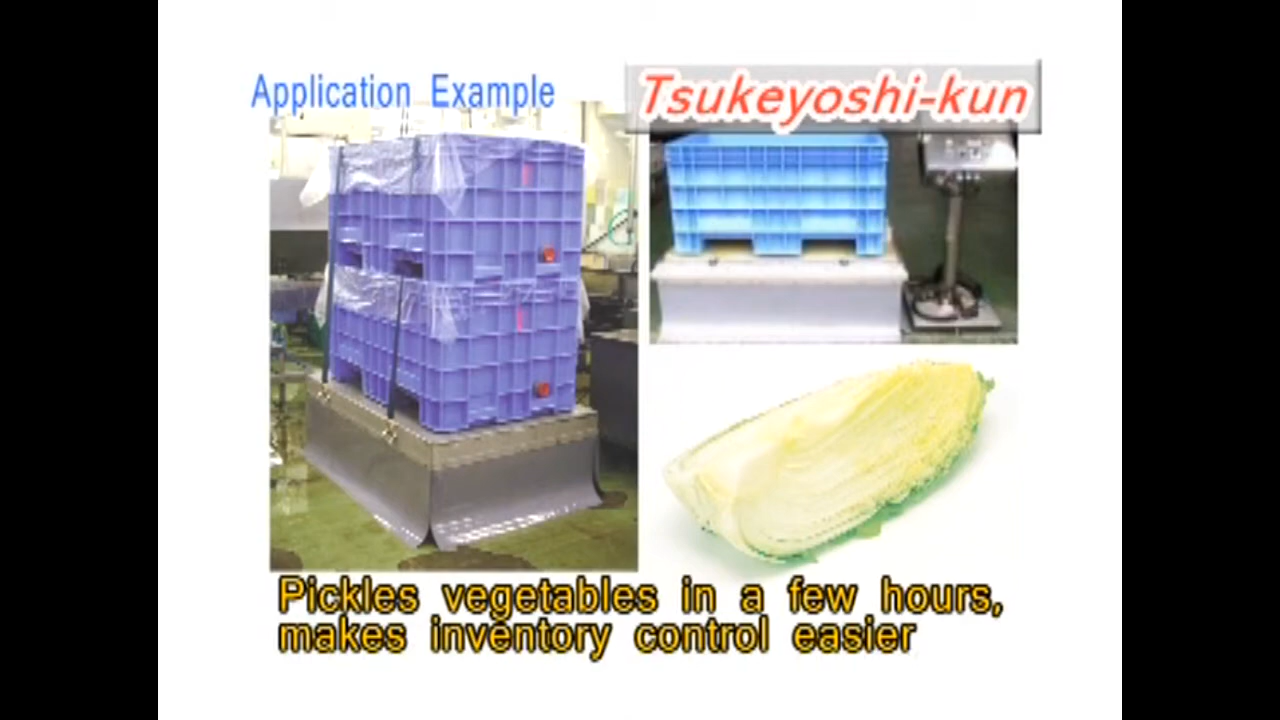 Application Example
Tsukeyoshi-kun
Pickles vegetables in a few hours,
makes inventory control easier